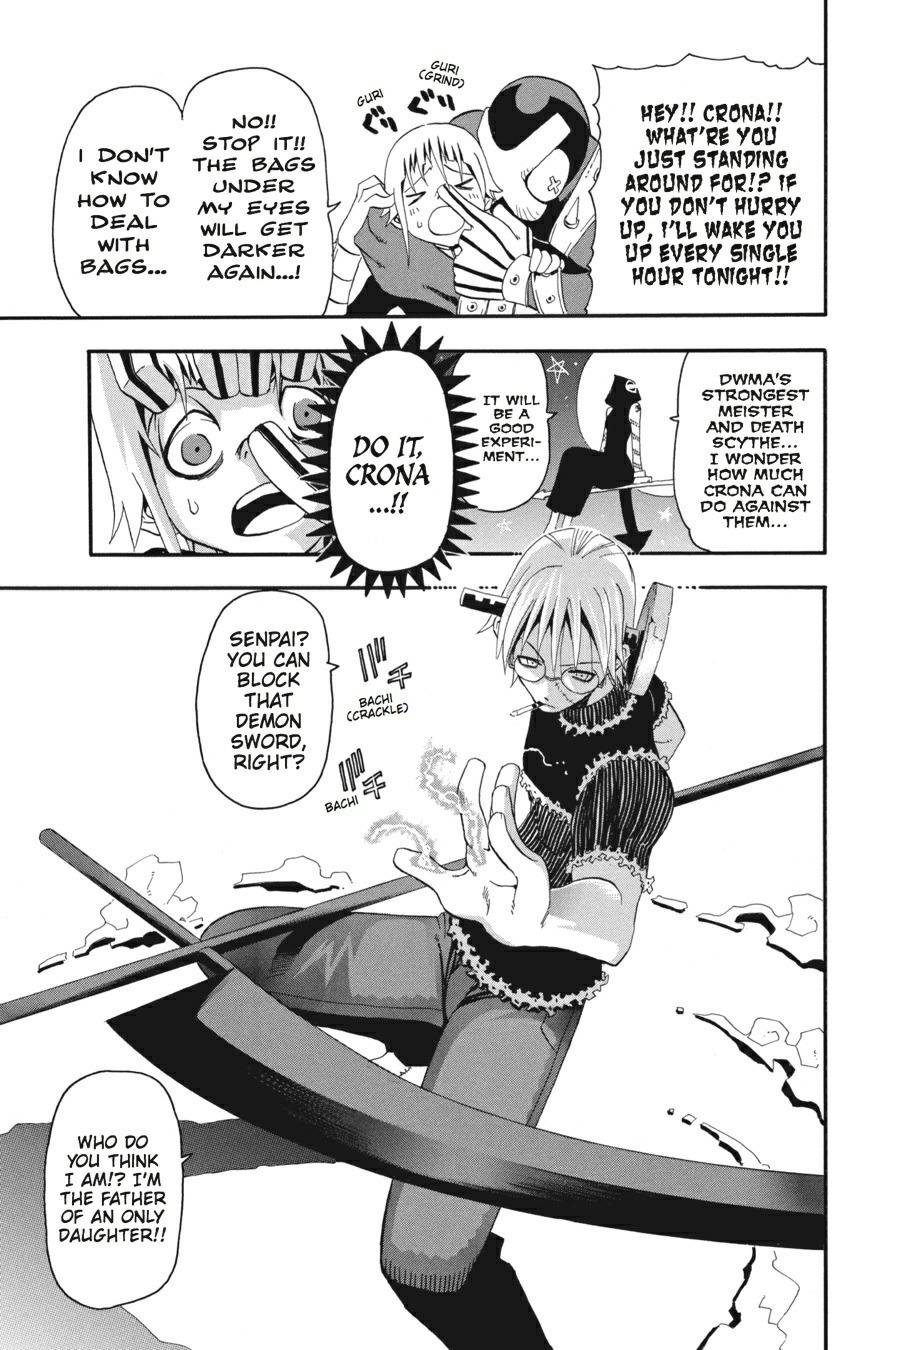 HEY!! CRONA!!
WHAT'RE YOU
JUST STANDING
AROUND FOR!? IF
YOU DON'T HURRY
UP, I'LL WAKE YOU
UP EVERY SINGLE
HOUR TONIGHT!!
GURI
(GRIND)
グリ
GURI
グリ
NO!!
STOP IT!!
THE BAGS
UNDER
MY EYES
WILL GET
DARKER
AGAIN...!
I DON'T
KNOW
HOW TO
DEAL
WITH
BAGS...
DWMA'S
STRONGEST
MEISTER
AND DEATH
SCYTHE...
I WONDER
HOW MUCH
CRONA CAN
DO AGAINST
THEM...
IT WILL
BE A
GOOD
EXPERI-
MENT...
DO IT,
CRONA
...!!
SENPAI?
YOU CAN
BLOCK
THAT
DEMON
SWORD,
RIGHT?
バチ
BACHI
(CRACKLE)
バチ
BACHI
WHO DO
YOU THINK
I AM!? I'M
THE FATHER
OF AN ONLY
DAUGHTER!!